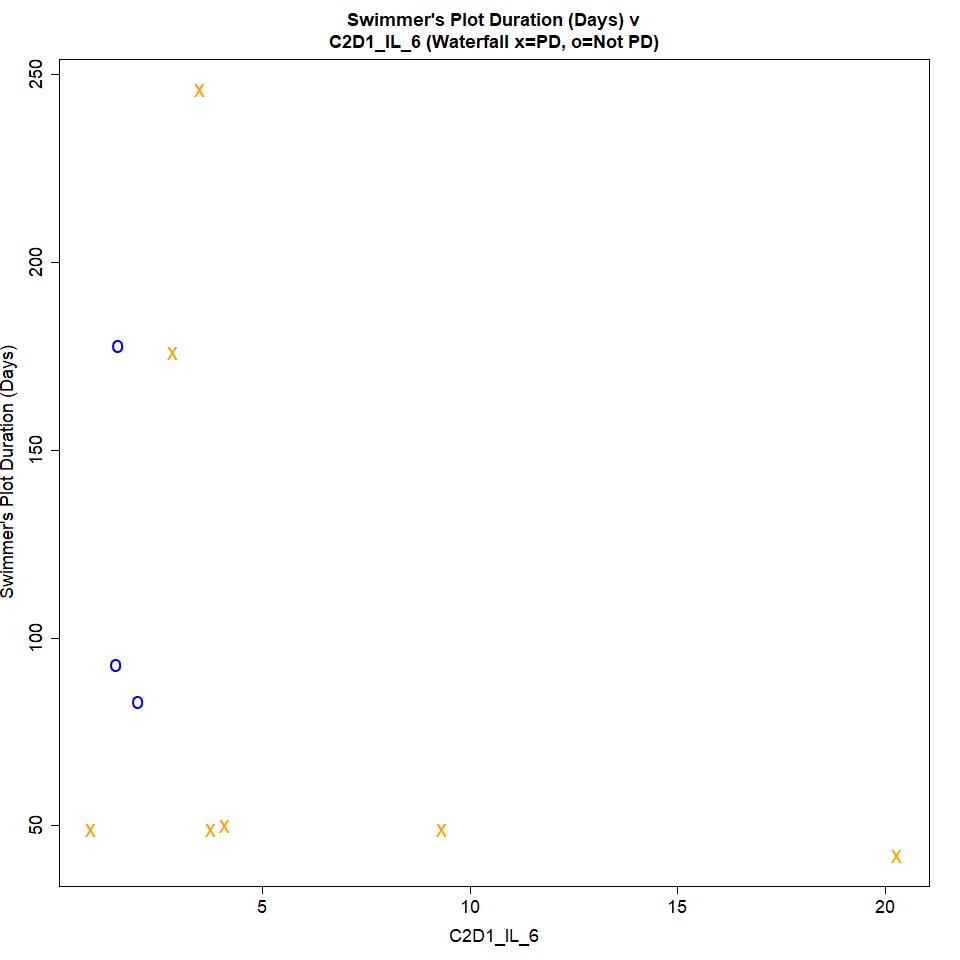 Swimmer's Plot Duration (Days) v
C2D1_IL_6 (Waterfall x=PD, o=Not PD)
Swimmer's Plot Duration (Days)
250
200
150
100
50
X
O
X
O
O
X
X
X
X
X
5
10
15
20
C2D1_IL_6